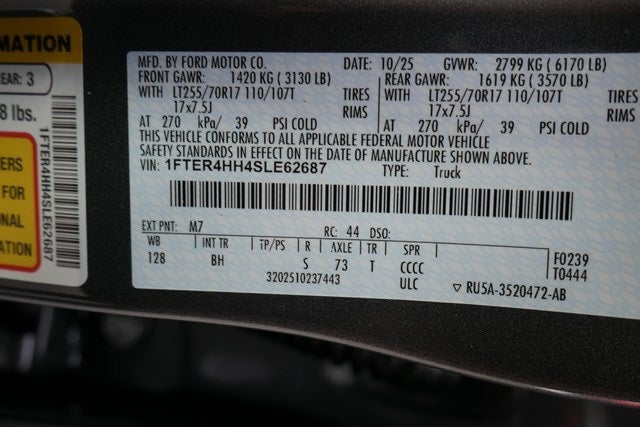 MATION
REAR: 3
8 lbs.
ERS
FOR
ONAL
ATION
1FTER4HH4SLE62687
MFD. BY FORD MOTOR CO. 10/25 GVWR: 2799 KG ( 6170 LB)
FRONT GAWR: 1420 KG ( 3130 LB) REAR GAWR: 1619 KG ( 3570 LB)
WITH LT255/70R17 110/107T TIRES WITH LT255/70R17 110/107T TIRES
17x7.5J RIMS 17x7.5J RIMS
AT 270 kPa/ 39 PSI COLD AT 270 kPa/ 39 PSI COLD
THIS VEHICLE CONFORMS TO ALL APPLICABLE FEDERAL MOTOR VEHICLE
SAFETY STANDARDS IN EFFECT ON THE DATE OF MANUFACTURE SHOWN ABOVE.
VIN: 1FTER4HH4SLE62687 TYPE: Truck
EXT PNT: M7 RC: 44 DSO:
WB INT TR TP/PS R AXLE TR SPR F0239
128 BH S 73 T CCCC T0444
3202510237443 ULC ▽ RU5A-3520472-AB